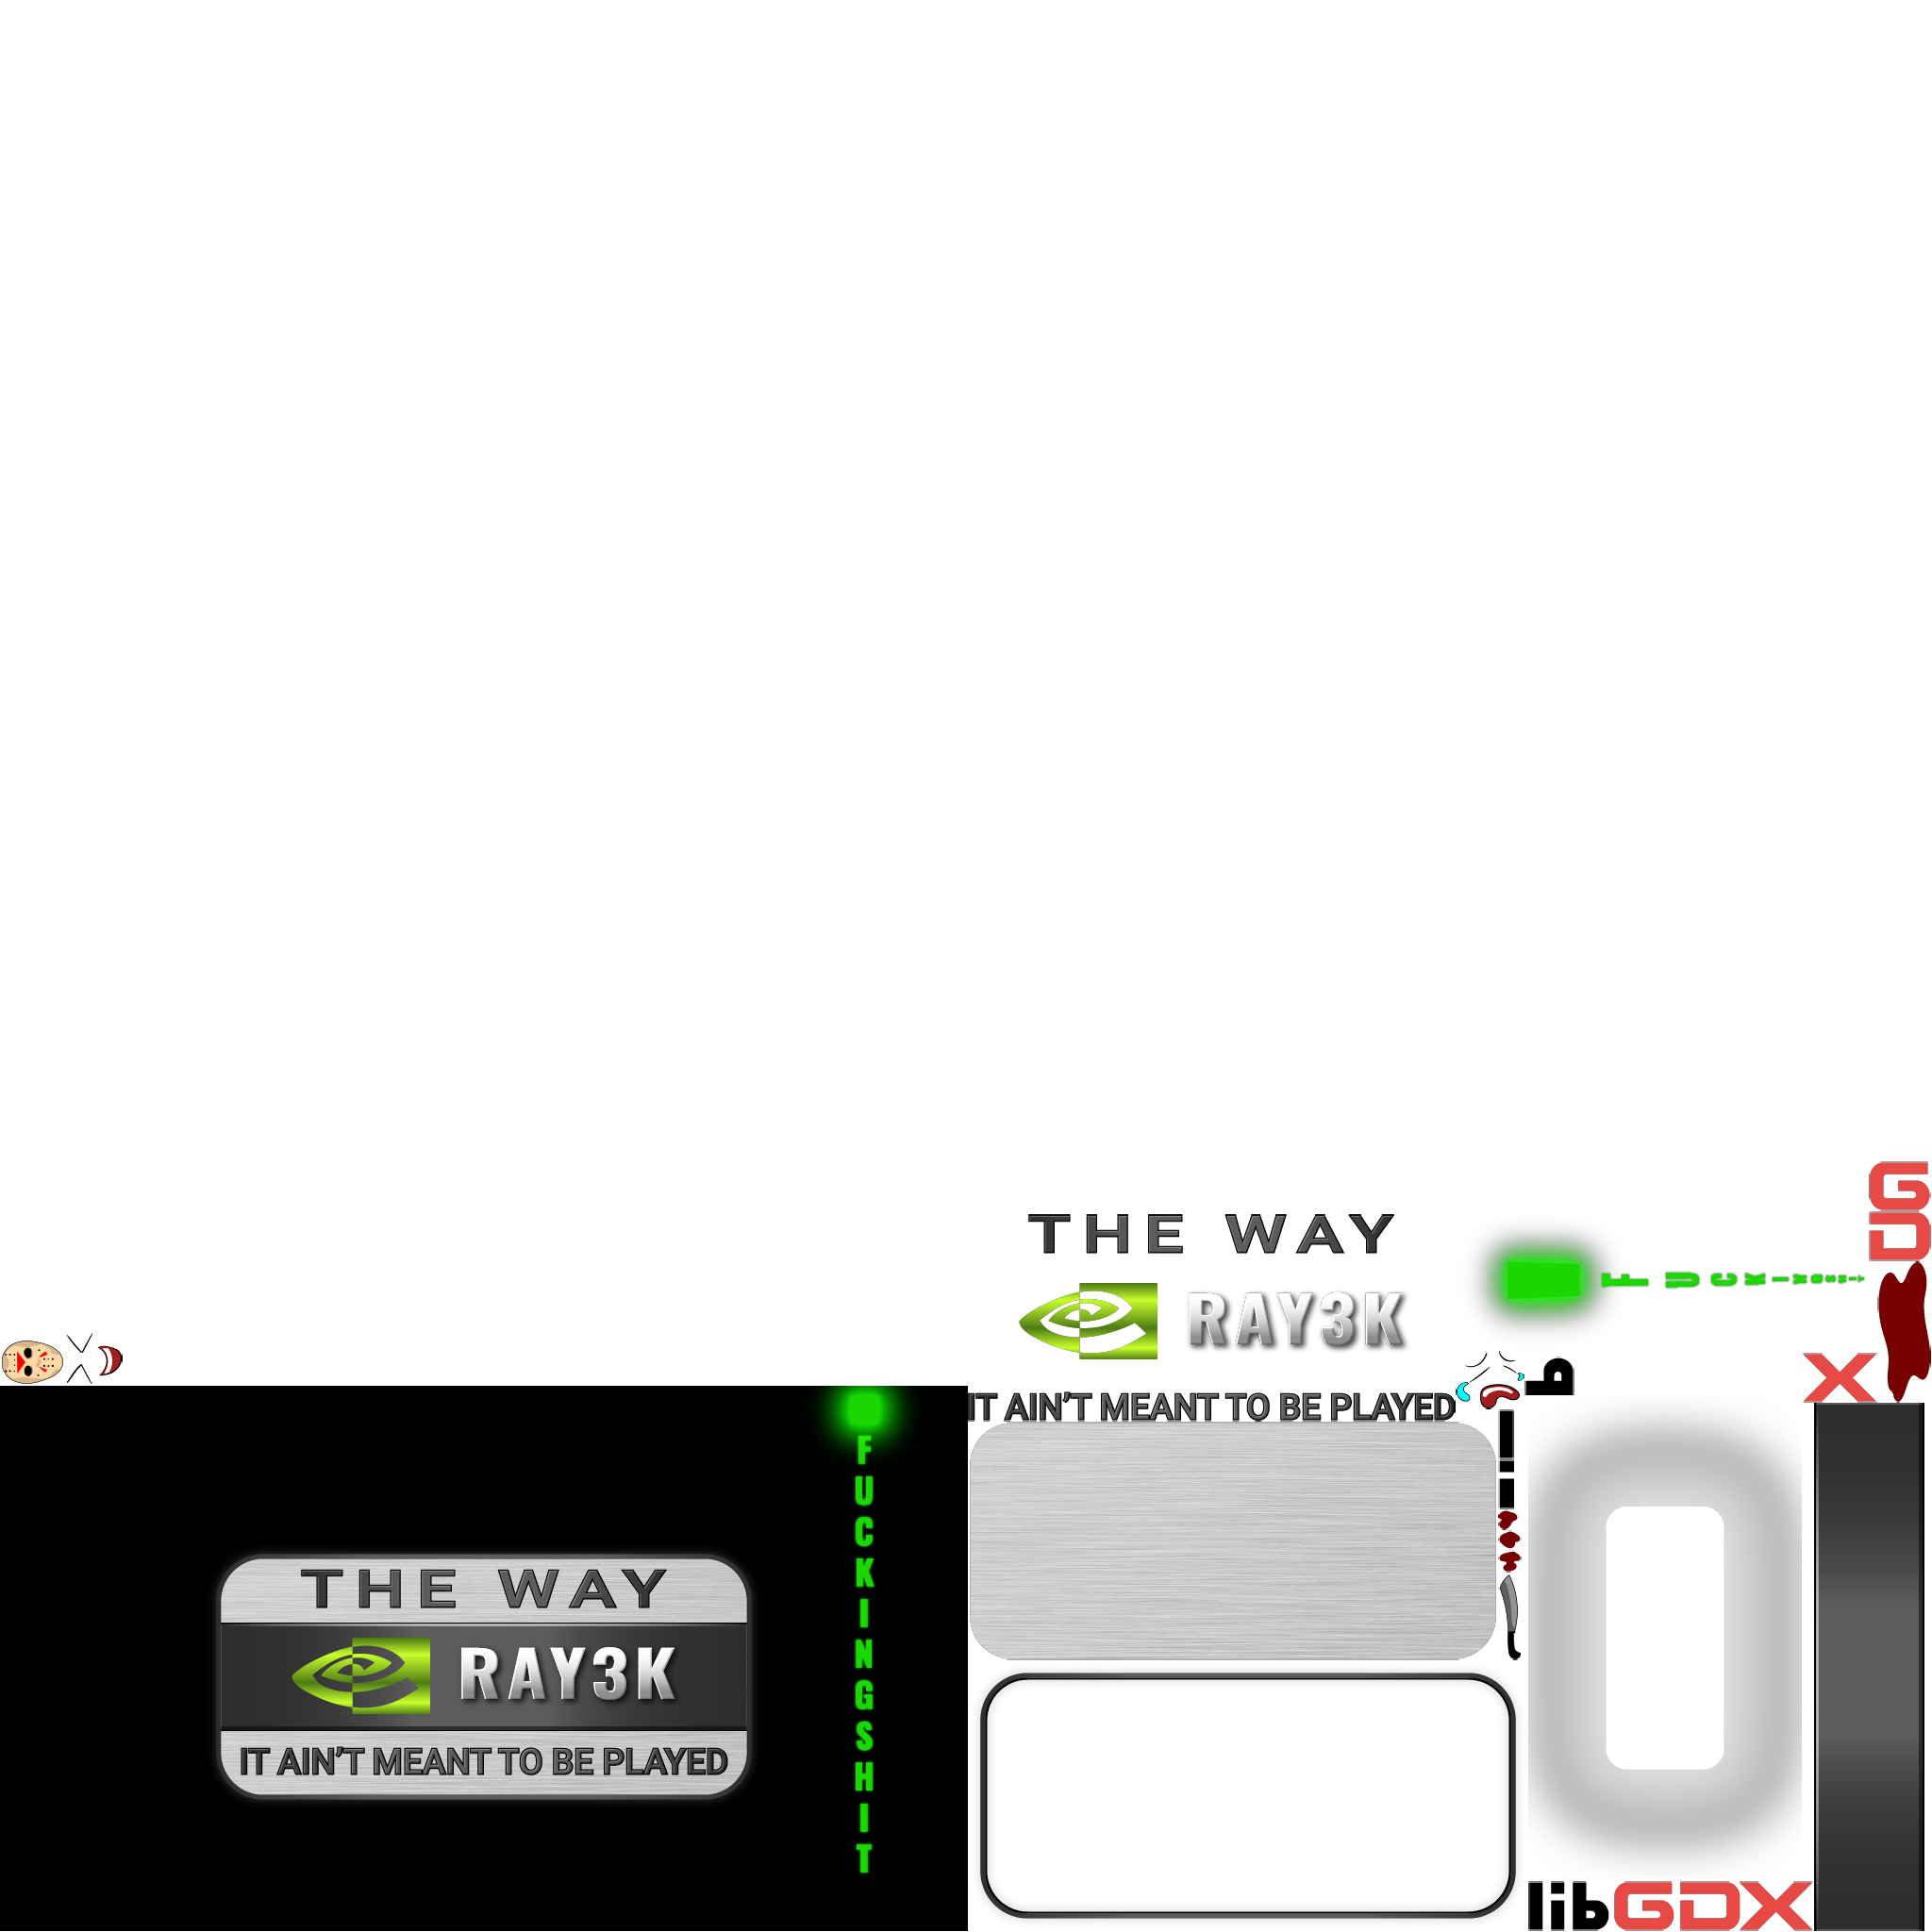 G
D
THE WAY
RAY3K
FUCKINGSHIT
b
X
IT AIN'T MEANT TO BE PLAYED
FUCKINGSHIT
THE WAY
RAY3K
IT AIN'T MEANT TO BE PLAYED
libGDX